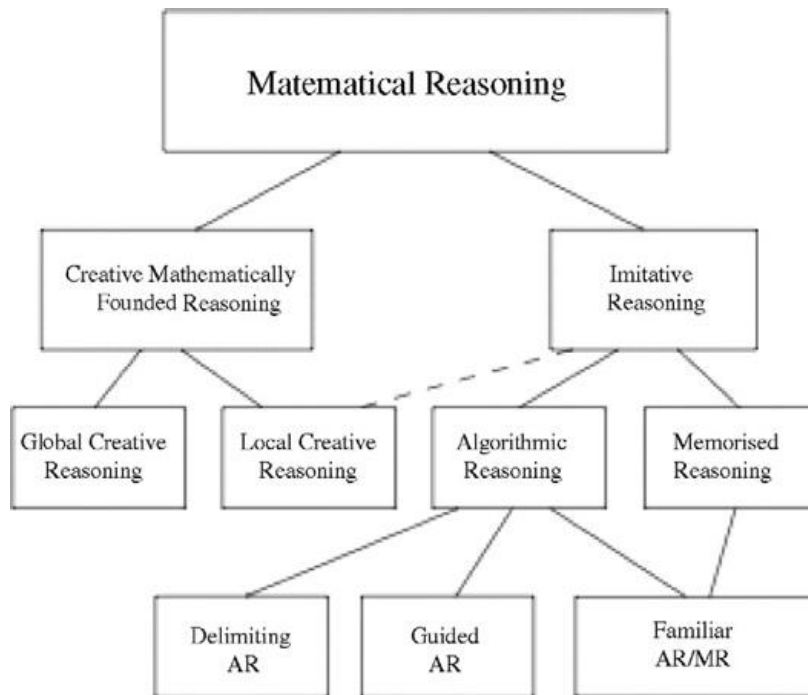 Matematical Reasoning
Creative Mathematically
Founded Reasoning
Imitative
Reasoning
Global Creative
Reasoning
Local Creative
Reasoning
Algorithmic
Reasoning
Memorised
Reasoning
Delimiting
AR
Guided
AR
Familiar
AR/MR